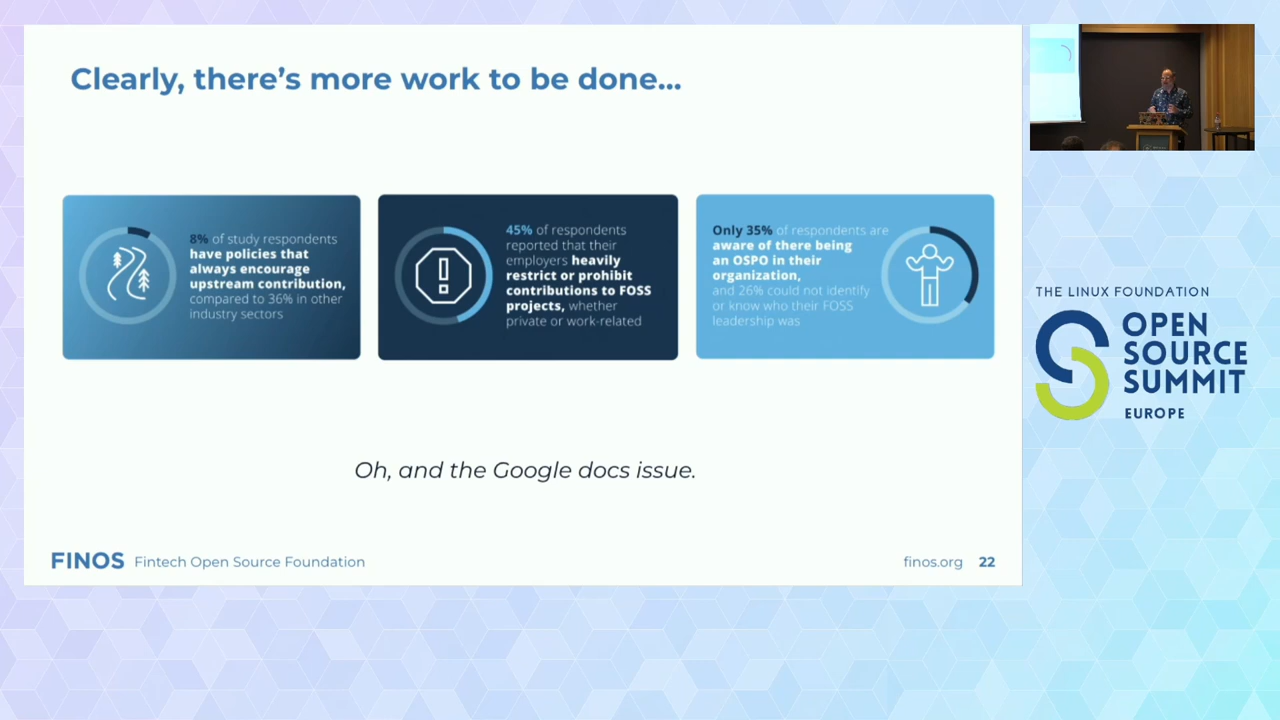 Clearly, there's more work to be done...
8% of study respondents
have policies that
always encourage
upstream contribution,
compared to 36% in other
industry sectors
45% of respondents
reported that their
employers heavily
restrict or prohibit
contributions to FOSS
projects, whether
private or work-related
Only 35% of respondents are
aware of there being
an OSPO in their
organization,
and 26% could not identify
or know who their FOSS
leadership was
Oh, and the Google docs issue.
FINOS Fintech Open Source Foundation
finos.org 22
THE LINUX FOUNDATION
OPEN
SOURCE
SUMMIT
EUROPE